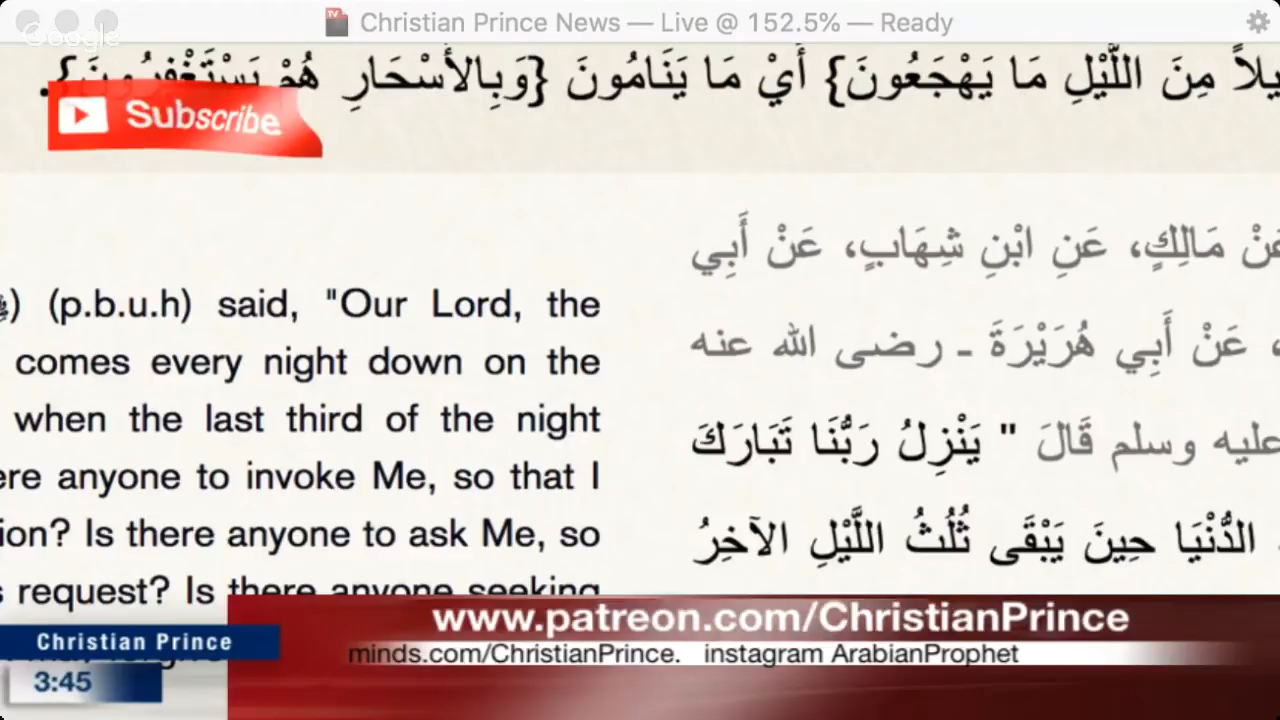 Christian Prince News — Live @ 152.5% — Ready
Google
يلاً مِنَ اللَّيْلِ مَا يَهْجَعُونَ} أَيْ مَا يَنَامُونَ {وَبِالأَسْحَارِ هُمْ يَسْتَغْفِرُونَ}.
Subscribe
عَنْ مَالِكٍ، عَنِ ابْنِ شِهَابٍ، عَنْ أَبِي
(p.b.u.h) said, "Our Lord, the
، عَنْ أَبِي هُرَيْرَةَ ـ رضى الله عنه
comes every night down on the
when the last third of the night
عليه وسلم قَالَ " يَنْزِلُ رَبُّنَا تَبَارَكَ
ere anyone to invoke Me, so that I
ion? Is there anyone to ask Me, so
الدُّنْيَا حِينَ يَبْقَى ثُلُثُ اللَّيْلِ الآخِرُ
s request? Is there anyone seeking
www.patreon.com/ChristianPrince
Christian Prince
minds.com/ChristianPrince. instagram ArabianProphet
3:45